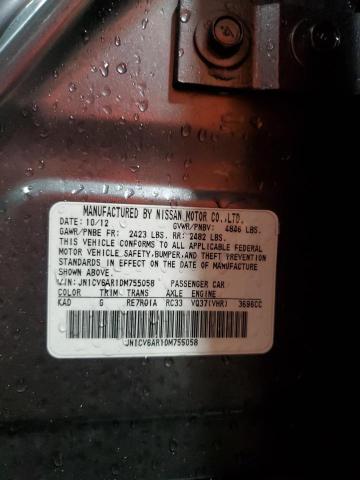 MANUFACTURED BY NISSAN MOTOR CO.,LTD.
DATE: 10/12 GVWR/PNBV: 4846 LBS.
GAWR/PNBE FR: 2423 LBS. RR: 2482 LBS.
THIS VEHICLE CONFORMS TO ALL APPLICABLE FEDERAL
MOTOR VEHICLE SAFETY, BUMPER, AND THEFT PREVENTION
STANDARDS IN EFFECT ON THE DATE OF MANUFACTURE
SHOWN ABOVE.
V.I.N: JN1CV6AR1DM755058 PASSENGER CAR
COLOR TRIM TRANS AXLE ENGINE
KAD G RE7R01A RC33 VQ37(VHR) 3696CC
JN1CV6AR1DM755058